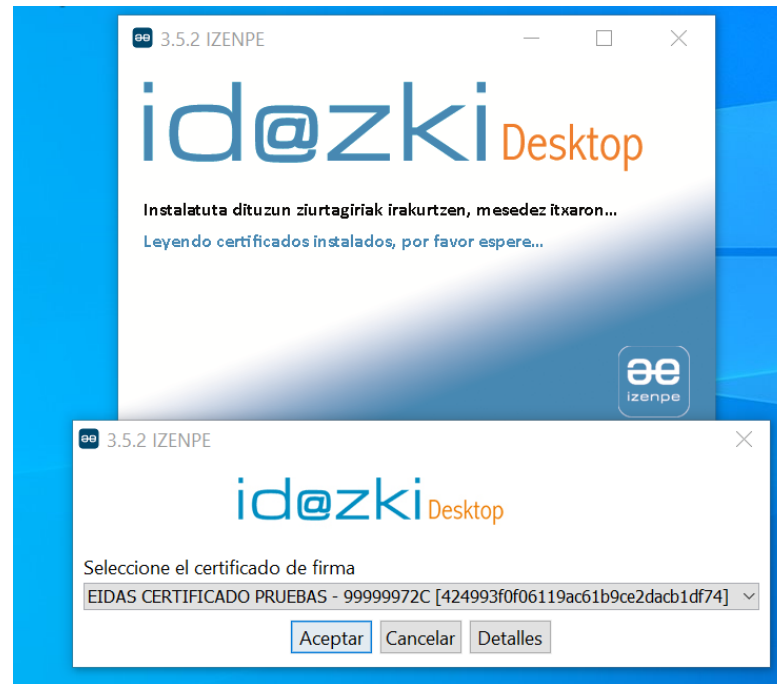 3.5.2 IZENPE
id@zki Desktop
Instalatuta dituzun ziurtagiriak irakurtzen, mesedez itxaron...
Leyendo certificados instalados, por favor espere...
izenpe
3.5.2 IZENPE
id@zki Desktop
Seleccione el certificado de firma
EIDAS CERTIFICADO PRUEBAS - 99999972C [424993f0f06119ac61b9ce2dacb1df74]
Aceptar Cancelar Detalles